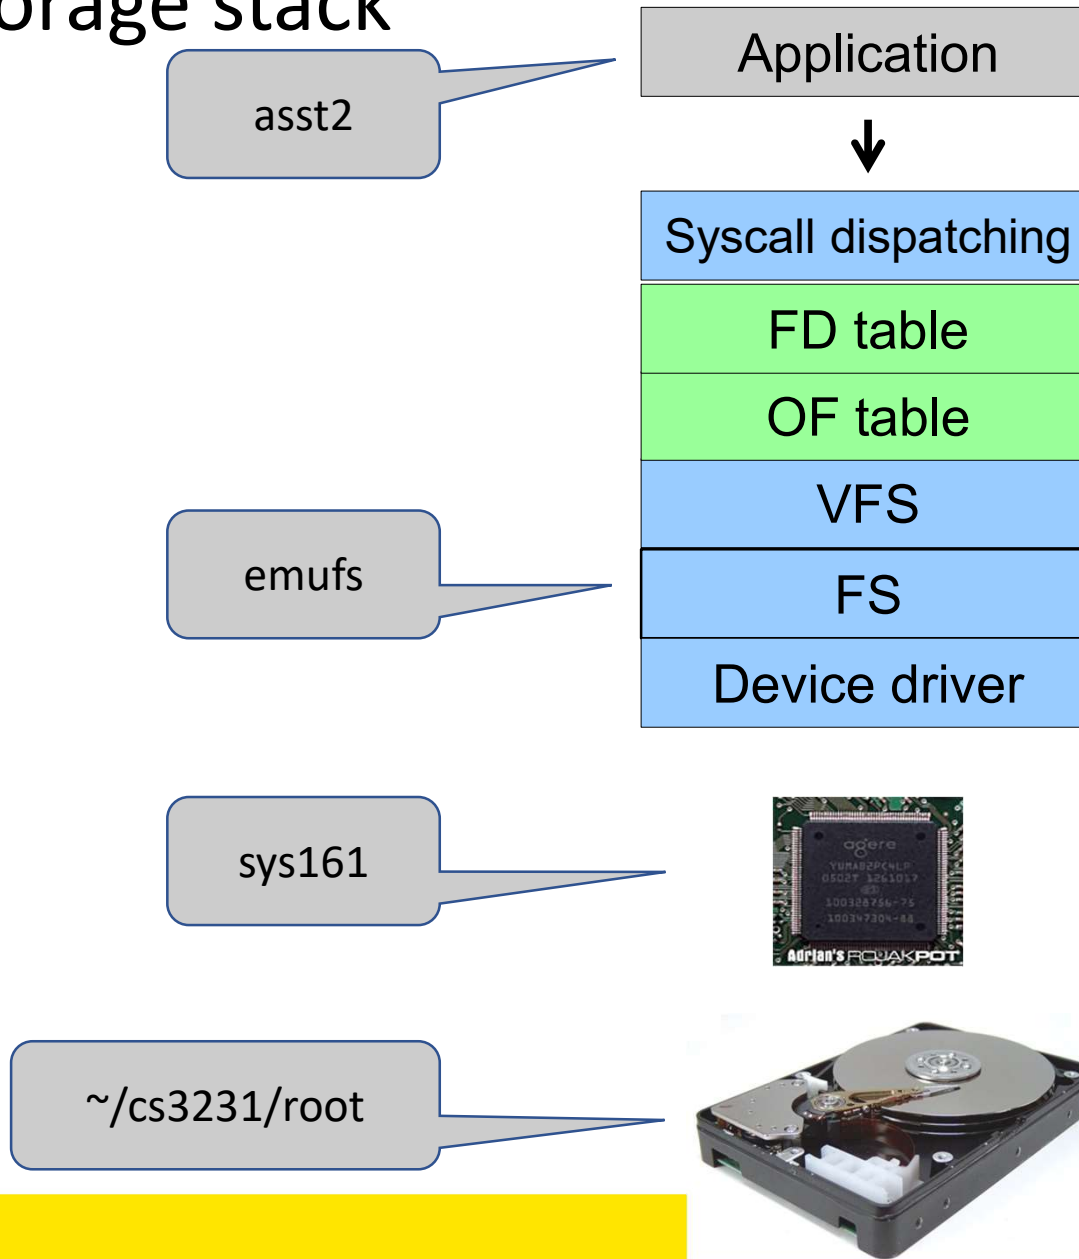 orage stack
asst2
Application
Syscall dispatching
FD table
OF table
VFS
emufs
FS
Device driver
sys161
agere
Adrian's ROJAKPOT
~/cs3231/root